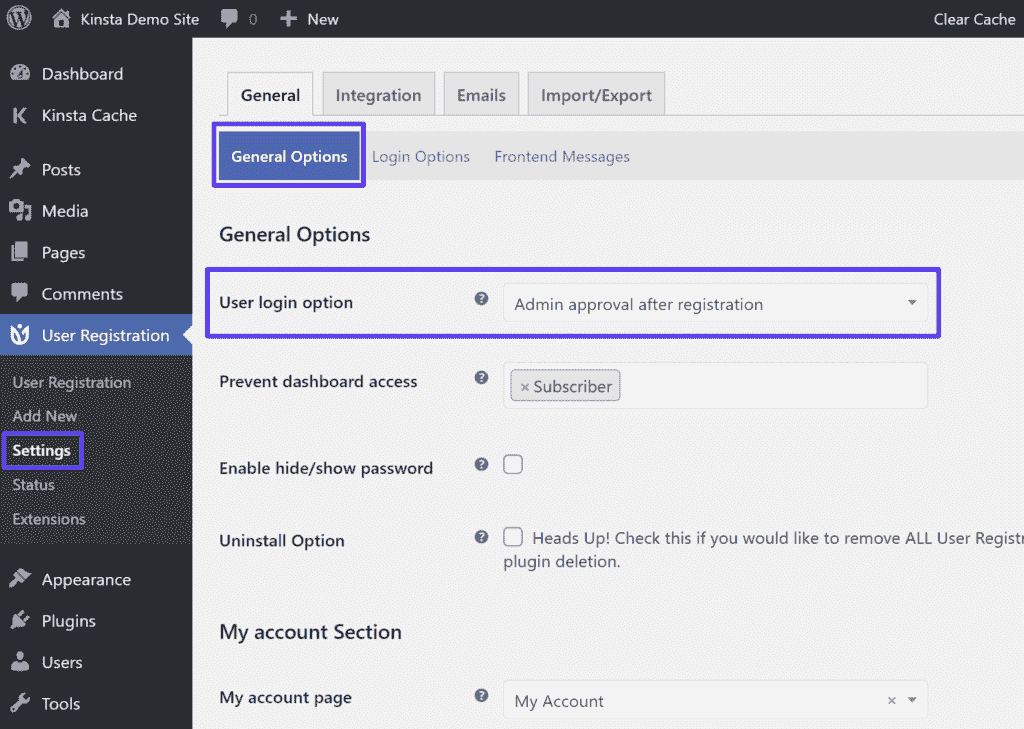 Kinsta Demo Site 0 New Clear Cache
Dashboard
Kinsta Cache
Posts
Media
Pages
Comments
User Registration
User Registration
Add New
Settings
Status
Extensions
Appearance
Plugins
Users
Tools
General Integration Emails Import/Export
General Options Login Options Frontend Messages
General Options
User login option ? Admin approval after registration
Prevent dashboard access ? × Subscriber
Enable hide/show password ?
Uninstall Option ? Heads Up! Check this if you would like to remove ALL User Registr
plugin deletion.
My account Section
My account page ? My Account ×